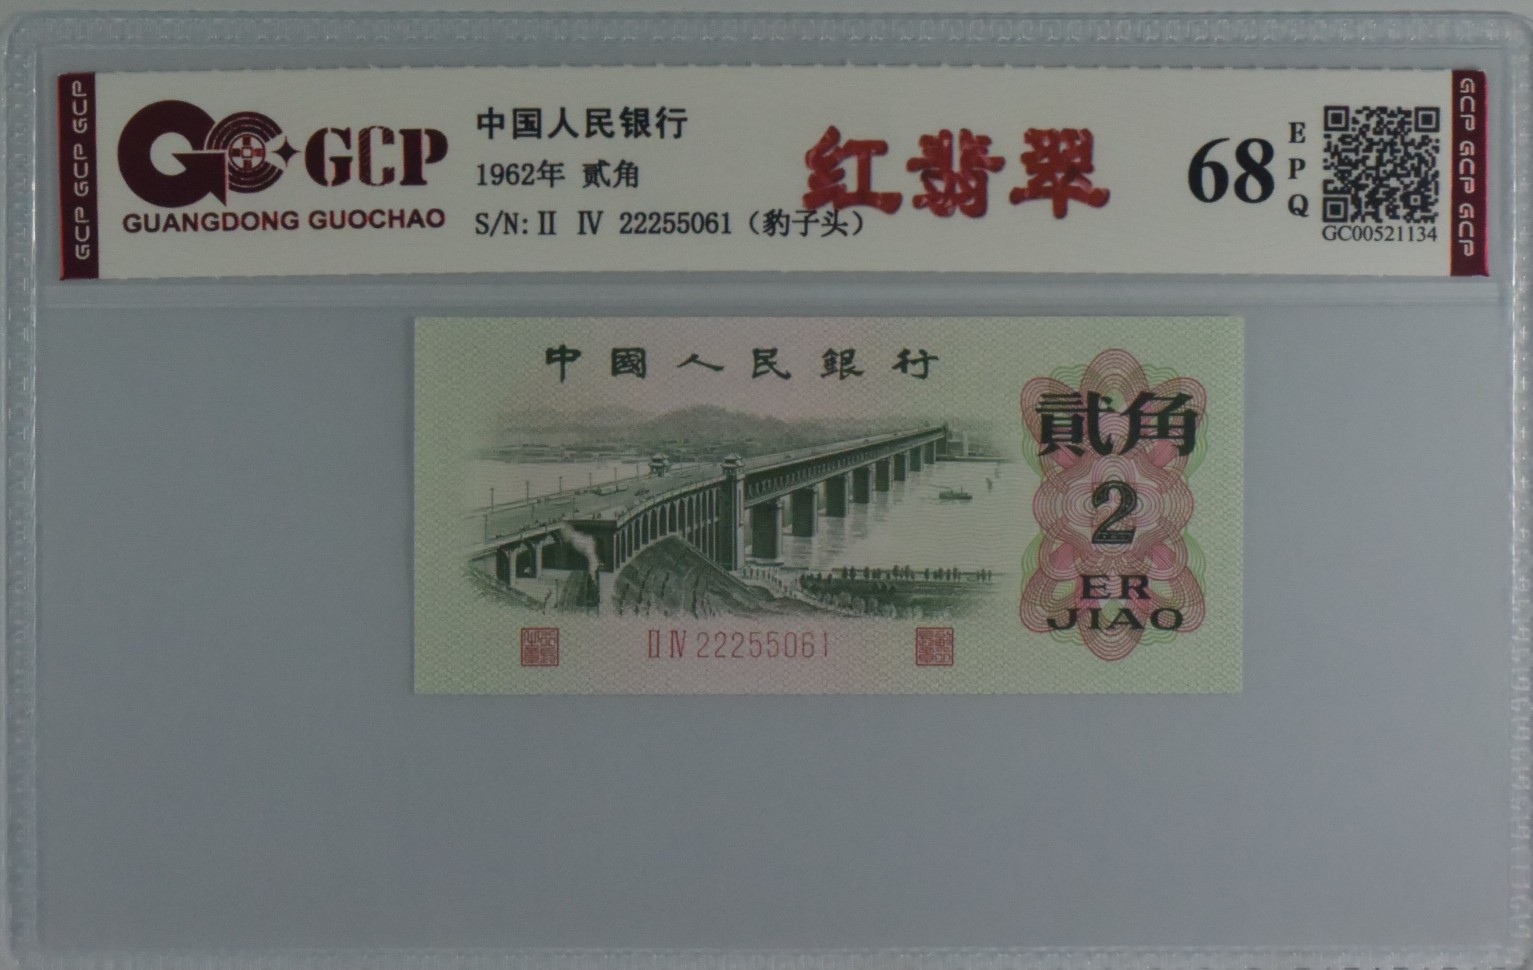 GCP GCP GCP
GCP
GUANGDONG GUOCHAO
中国人民银行
1962年 贰角
S/N: Ⅱ Ⅳ 22255061（豹子头）
红翡翠
68
EPQ
GC00521134
GCP GCP GCP
中國人民銀行
貳角
2
ER
JIAO
Ⅱ Ⅳ 22255061